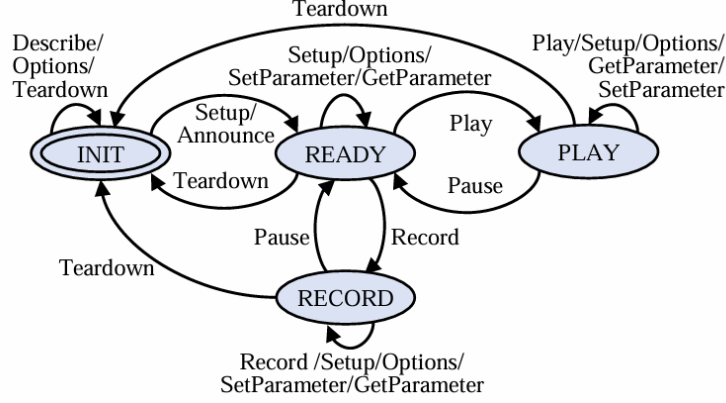 Teardown
Describe/
Options/
Teardown
Setup/Options/
SetParameter/GetParameter
Play/Setup/Options/
GetParameter/
SetParameter
Setup/
Announce
Play
INIT
READY
PLAY
Teardown
Pause
Pause
Record
Teardown
RECORD
Record /Setup/Options/
SetParameter/GetParameter